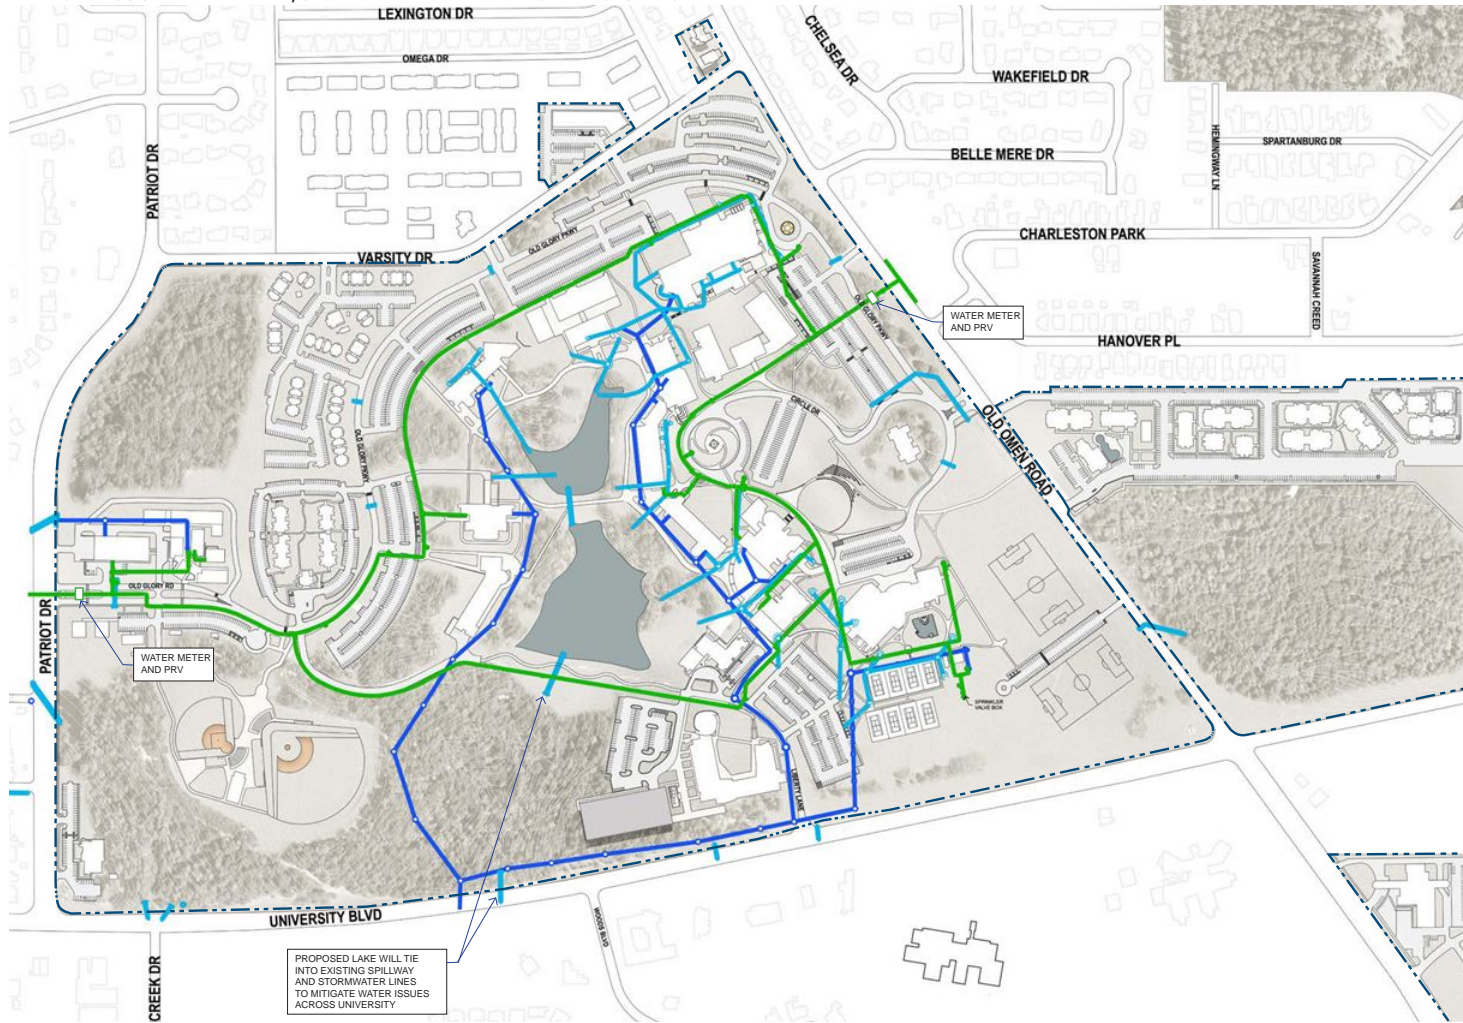 LEXINGTON DR
OMEGA DR
CHELSEA DR
WAKEFIELD DR
HEMINGWAY LN
SPARTANBURG DR
BELLE MERE DR
PATRIOT DR
CHARLESTON PARK
OLD GLORY PKWY
VARSITY DR
SAVANNAH CREED
OLD GLORY PKWY
WATER METER
AND PRV
HANOVER PL
CIRCLE DR
OLD OMEN ROAD
OLD GLORY PKWY
OLD GLORY RD
PATRIOT DR
WATER METER
AND PRV
SPRINKLER
VALVE BOX
LIBERTY LANE
UNIVERSITY BLVD
WOODS BLVD
CREEK DR
PROPOSED LAKE WILL TIE
INTO EXISTING SPILLWAY
AND STORMWATER LINES
TO MITIGATE WATER ISSUES
ACROSS UNIVERSITY